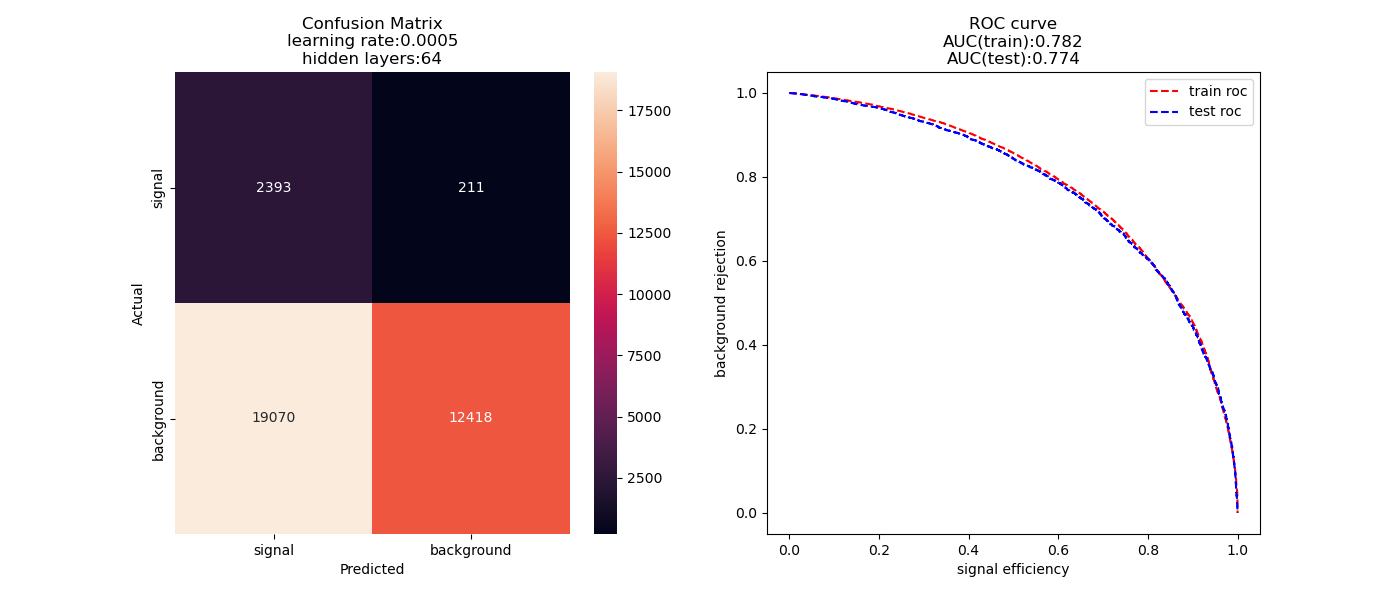 Confusion Matrix
learning rate:0.0005
hidden layers:64
signal
background
Actual
2393
211
19070
12418
signal
background
Predicted
17500
15000
12500
10000
7500
5000
2500
ROC curve
AUC(train):0.782
AUC(test):0.774
train roc
test roc
1.0
0.8
0.6
0.4
0.2
0.0
background rejection
0.0
0.2
0.4
0.6
0.8
1.0
signal efficiency